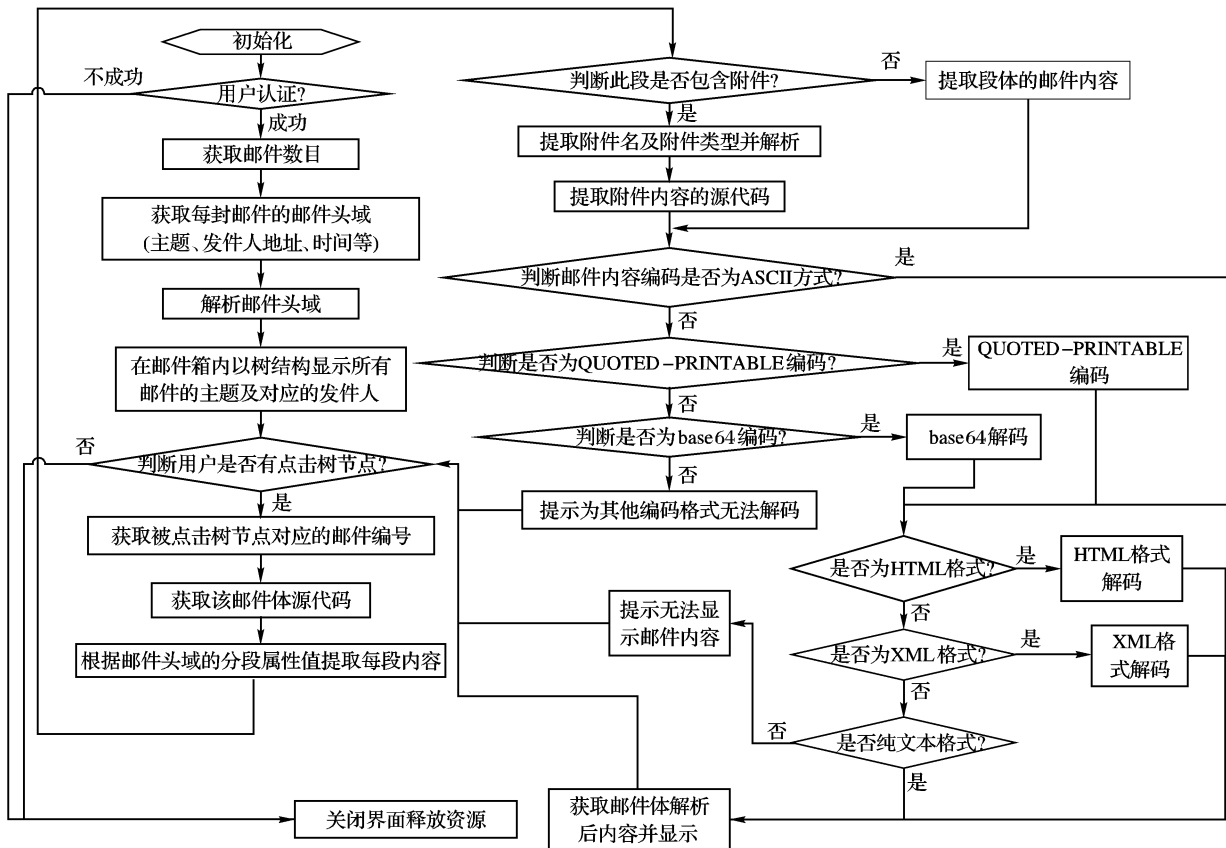 初始化
不成功
用户认证?
成功
获取邮件数目
获取每封邮件的邮件头域
(主题、发件人地址、时间等)
解析邮件头域
在邮件箱内以树结构显示所有
邮件的主题及对应的发件人
否
判断用户是否有点击树节点?
是
获取被点击树节点对应的邮件编号
获取该邮件体源代码
根据邮件头域的分段属性值提取每段内容
关闭界面释放资源
判断此段是否包含附件?
否
提取段体的邮件内容
是
提取附件名及附件类型并解析
提取附件内容的源代码
判断邮件内容编码是否为ASCII方式?
是
否
判断是否为QUOTED-PRINTABLE编码?
是
QUOTED-PRINTABLE
编码
否
判断是否为base64编码?
是
base64解码
否
提示为其他编码格式无法解码
是否为HTML格式?
是
HTML格式
解码
否
提示无法显
示邮件内容
是否为XML格式?
是
XML格
式解码
否
否
是否纯文本格式?
是
获取邮件体解析
后内容并显示